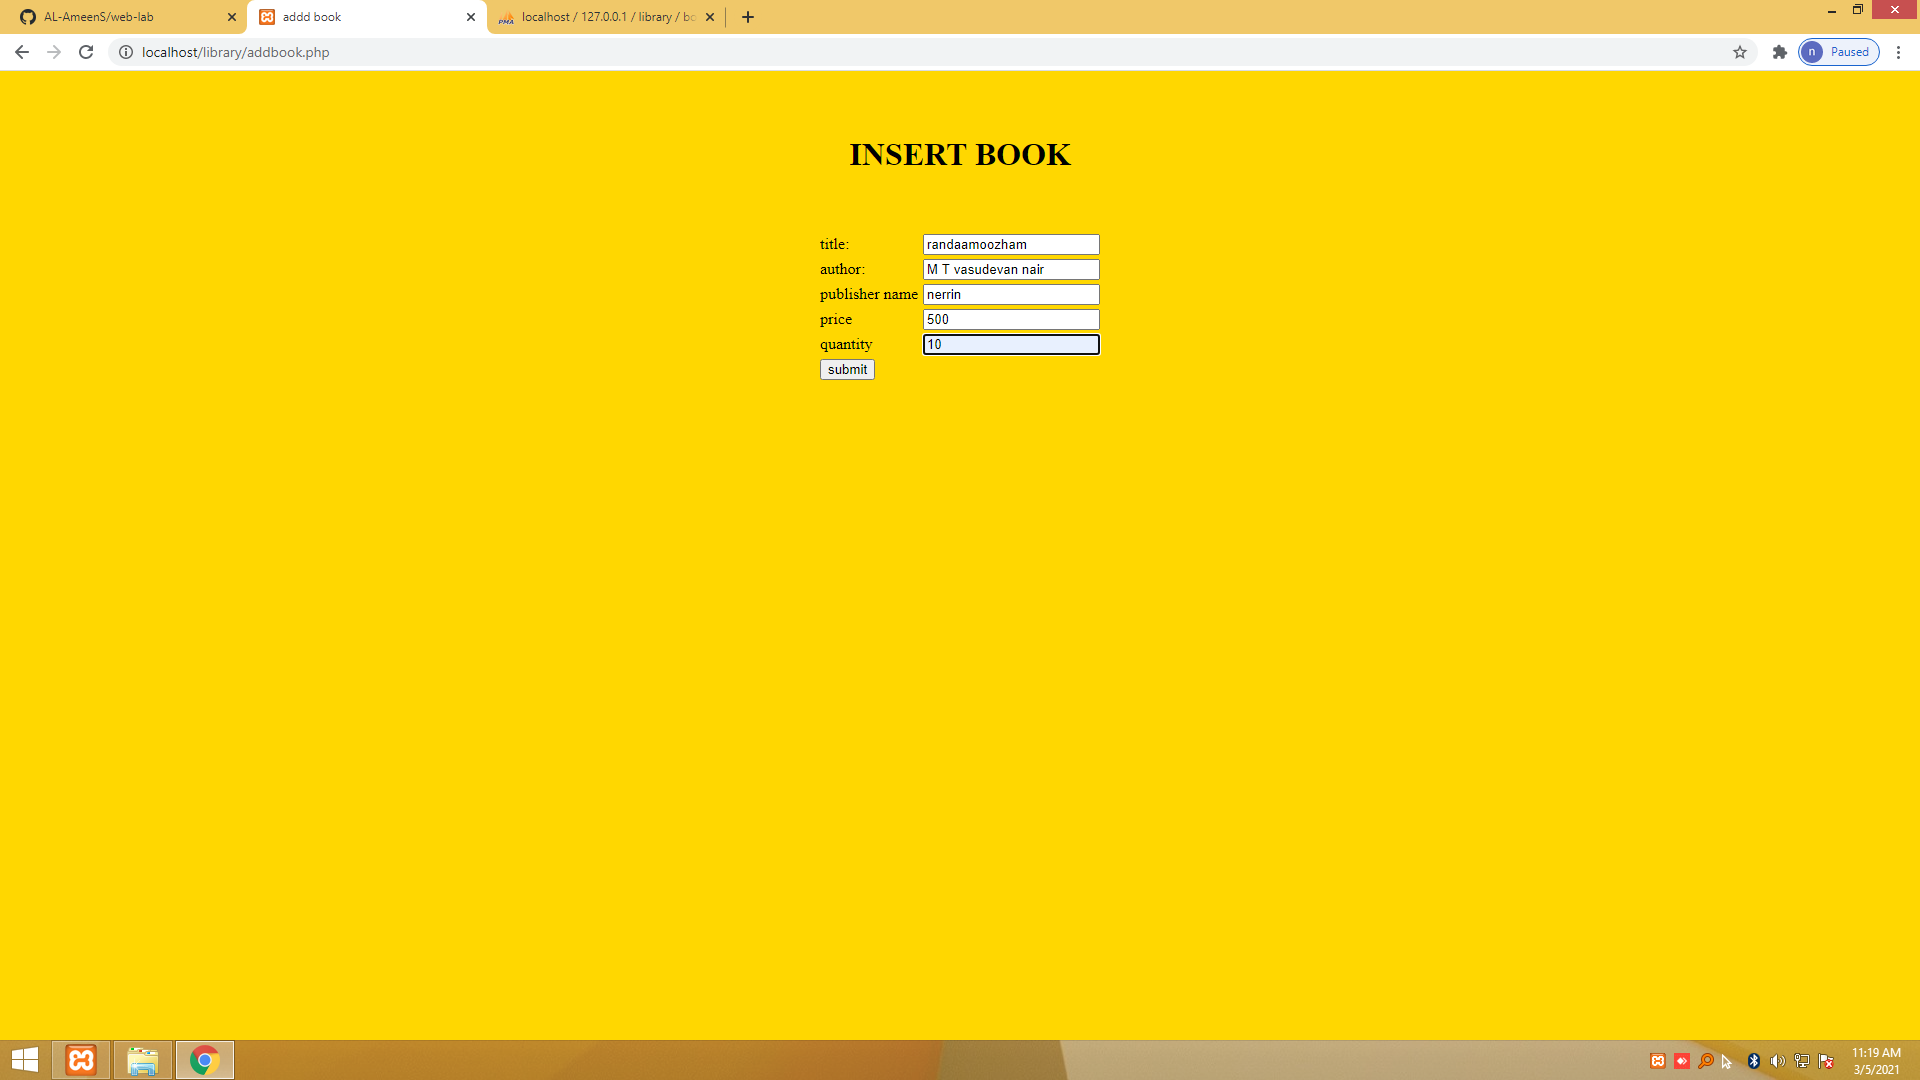 AL-AmeenS/web-lab
addd book
localhost / 127.0.0.1 / library / bo
localhost/library/addbook.php
n Paused
INSERT BOOK
title: randaamoozham
author: M T vasudevan nair
publisher name nerrin
price 500
quantity 10
submit
11:19 AM
3/5/2021